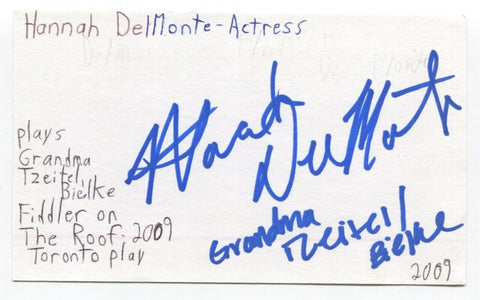 Hannah DelMonte-Actress
plays
Grandma
Tzeitel,
Bielke
Fiddler on
The Roof; 2009
Toronto play
Hannah
DelMonte
Grandma
Tzeitel/
Bielke
2009